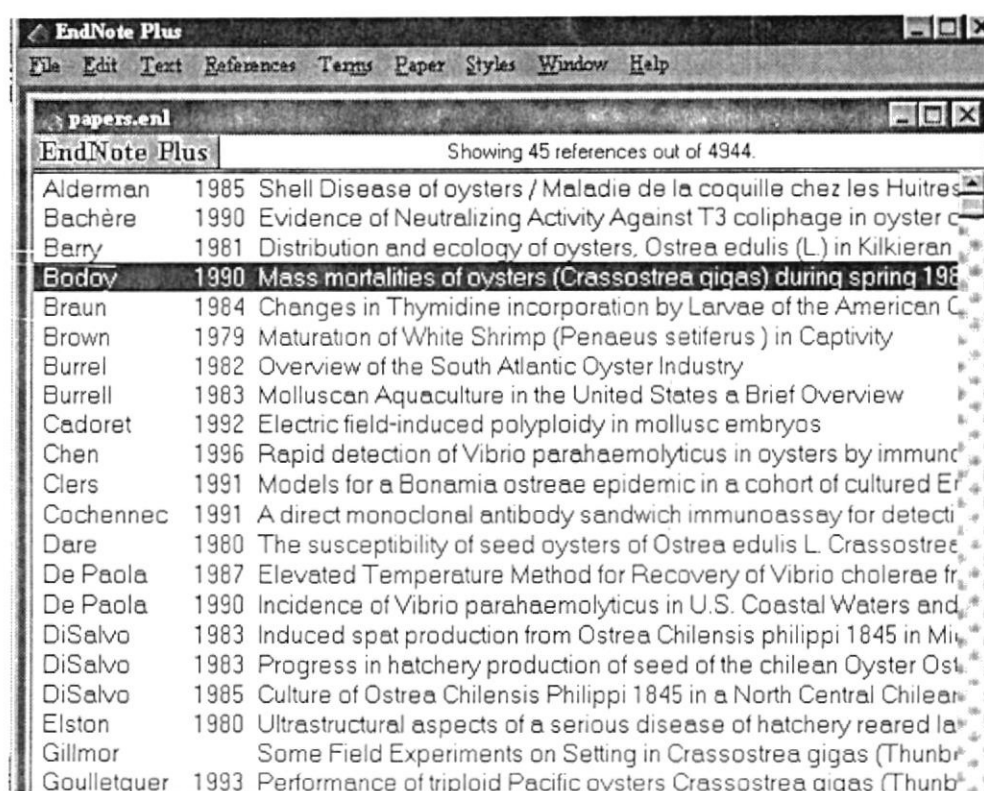 EndNote Plus
File Edit Text References Terms Paper Styles Window Help
papers.enl
EndNote Plus Showing 45 references out of 4944.
Alderman 1985 Shell Disease of oysters / Maladie de la coquille chez les Huitres
Bachère 1990 Evidence of Neutralizing Activity Against T3 coliphage in oyster c
Barry 1981 Distribution and ecology of oysters, Ostrea edulis (L.) in Kilkieran
Bodoy 1990 Mass mortalities of oysters (Crassostrea gigas) during spring 198
Braun 1984 Changes in Thymidine incorporation by Larvae of the American
Brown 1979 Maturation of White Shrimp (Penaeus setiferus ) in Captivity
Burrel 1982 Overview of the South Atlantic Oyster Industry
Burrell 1983 Molluscan Aquaculture in the United States a Brief Overview
Cadoret 1992 Electric field-induced polyploidy in mollusc embryos
Chen 1996 Rapid detection of Vibrio parahaemolyticus in oysters by immuno
Clers 1991 Models for a Bonamia ostreae epidemic in a cohort of cultured
Cochennec 1991 A direct monoclonal antibody sandwich immunoassay for detecti
Dare 1980 The susceptibility of seed oysters of Ostrea edulis L. Crassostrea
De Paola 1987 Elevated Temperature Method for Recovery of Vibrio cholerae fr
De Paola 1990 Incidence of Vibrio parahaemolyticus in U.S. Coastal Waters and
DiSalvo 1983 Induced spat production from Ostrea Chilensis philippi 1845 in
DiSalvo 1983 Progress in hatchery production of seed of the chilean Oyster Ost
DiSalvo 1985 Culture of Ostrea Chilensis Philippi 1845 in a North Central Chilean
Elston 1980 Ultrastructural aspects of a serious disease of hatchery reared la
Gillmor Some Field Experiments on Setting in Crassostrea gigas (Thunb
Goulletquer 1993 Performance of triploid Pacific oysters Crassostrea gigas (Thunb